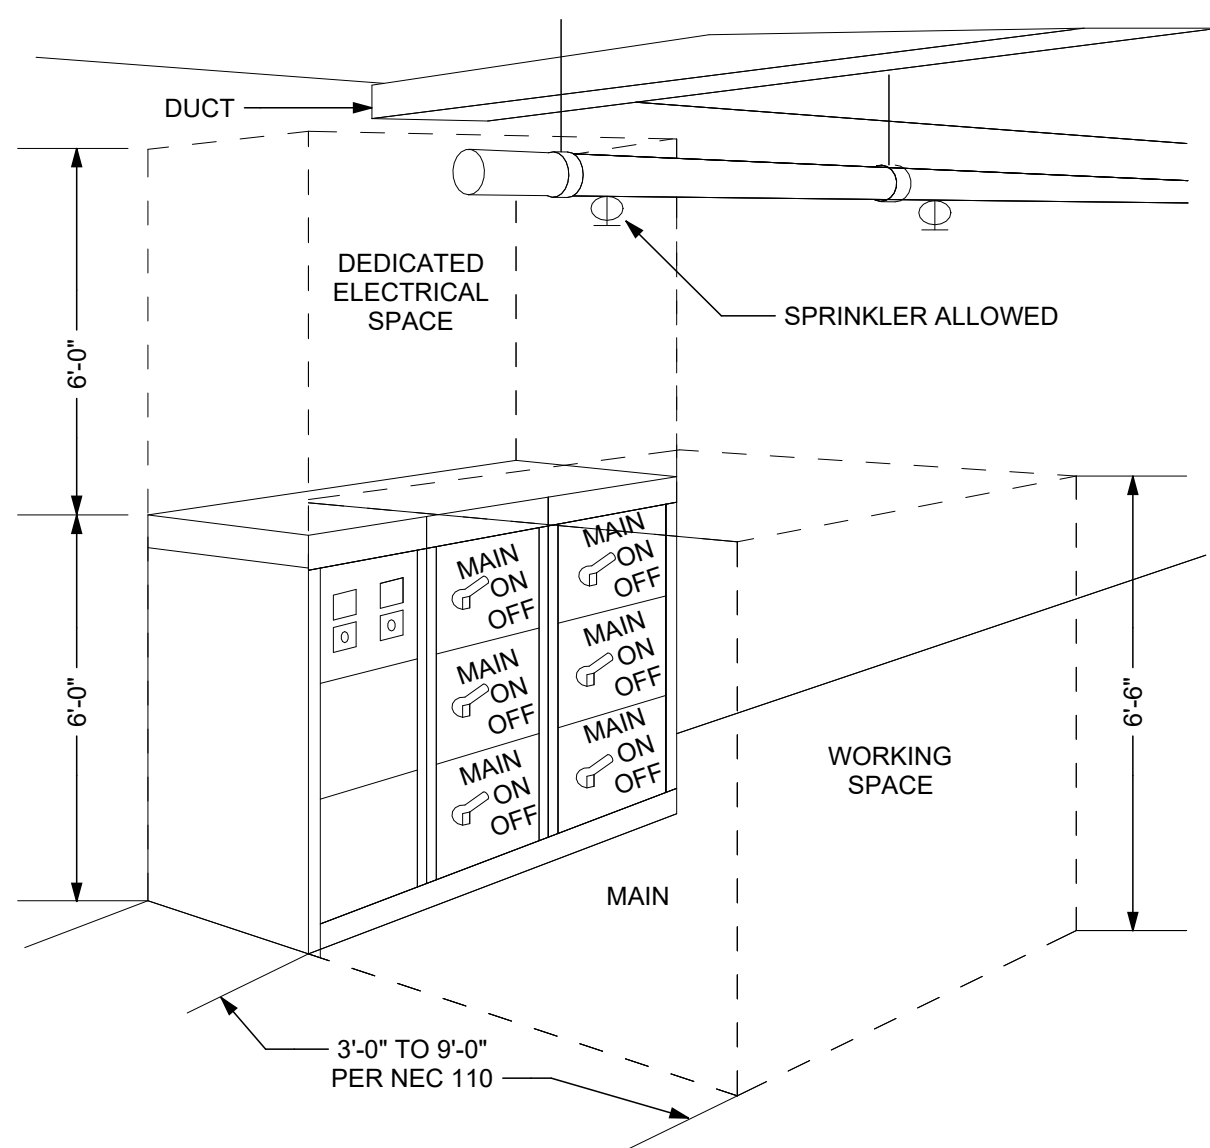 DUCT
DEDICATED
ELECTRICAL
SPACE
SPRINKLER ALLOWED
6'-0"
6'-0"
MAIN
ON
OFF
MAIN
ON
OFF
MAIN
ON
OFF
MAIN
ON
OFF
MAIN
ON
OFF
MAIN
ON
OFF
6'-6"
WORKING
SPACE
MAIN
3'-0" TO 9'-0"
PER NEC 110